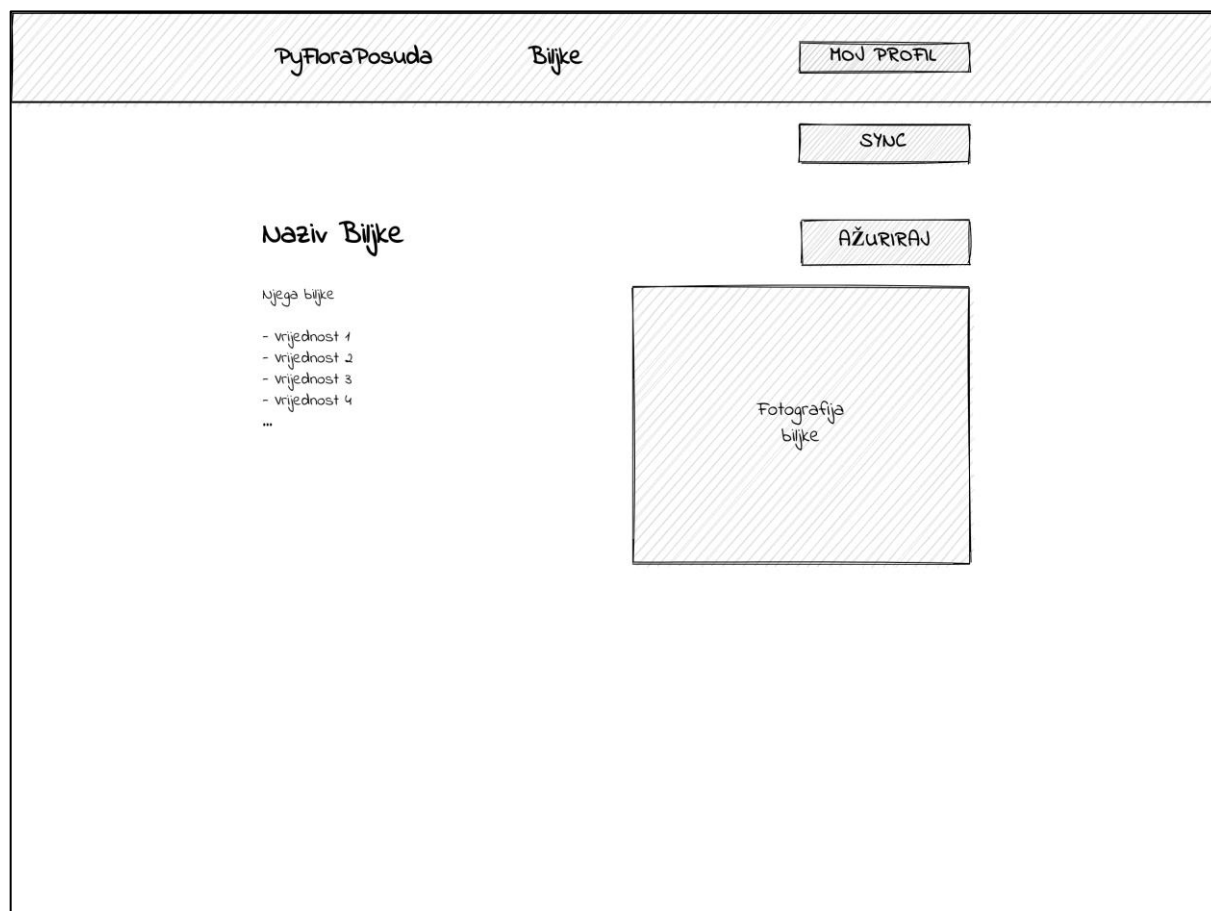 PyFloraPosuda Biljke MOJ PROFIL
SYNC
Naziv Biljke
AŽURIRAJ
Njega biljke
- vrijednost 1
- vrijednost 2
- vrijednost 3
- vrijednost 4
...
Fotografija
biljke